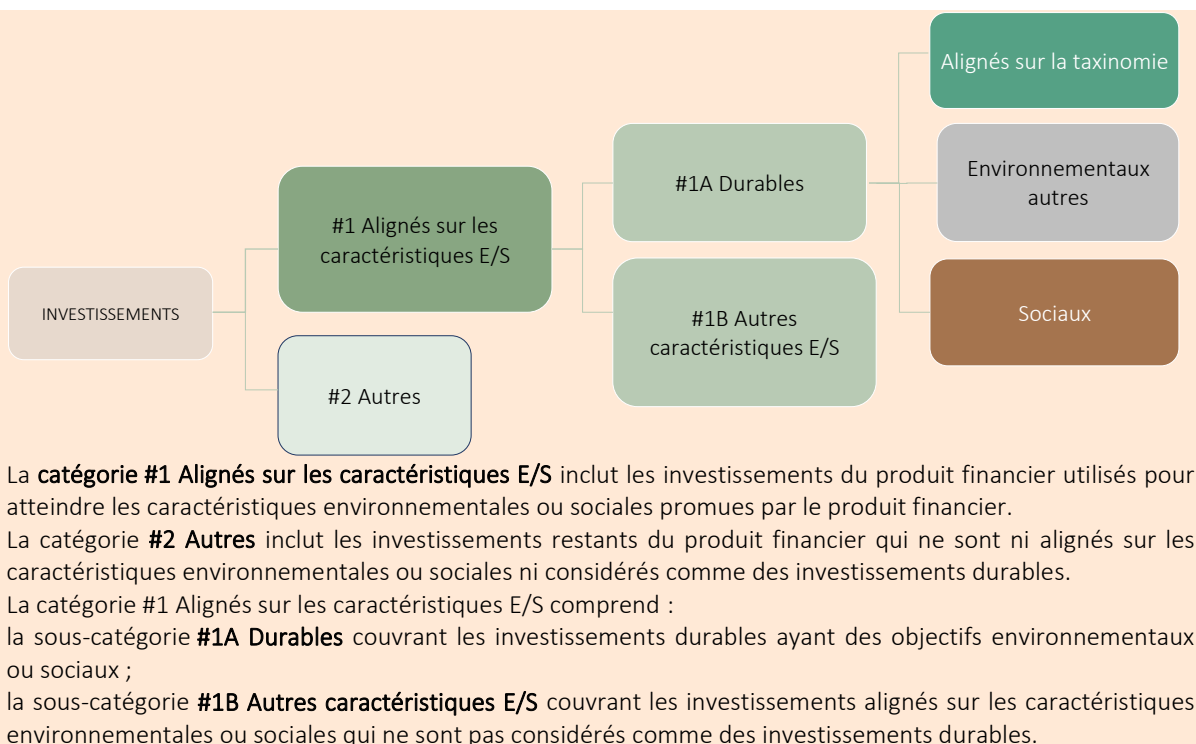 Alignés sur la taxinomie
#1A Durables
Environnementaux
autres
#1 Alignés sur les
caractéristiques E/S
INVESTISSEMENTS
#1B Autres
caractéristiques E/S
Sociaux
#2 Autres
La catégorie #1 Alignés sur les caractéristiques E/S inclut les investissements du produit financier utilisés pour
atteindre les caractéristiques environnementales ou sociales promues par le produit financier.
La catégorie #2 Autres inclut les investissements restants du produit financier qui ne sont ni alignés sur les
caractéristiques environnementales ou sociales ni considérés comme des investissements durables.
La catégorie #1 Alignés sur les caractéristiques E/S comprend :
la sous-catégorie #1A Durables couvrant les investissements durables ayant des objectifs environnementaux
ou sociaux ;
la sous-catégorie #1B Autres caractéristiques E/S couvrant les investissements alignés sur les caractéristiques
environnementales ou sociales qui ne sont pas considérés comme des investissements durables.